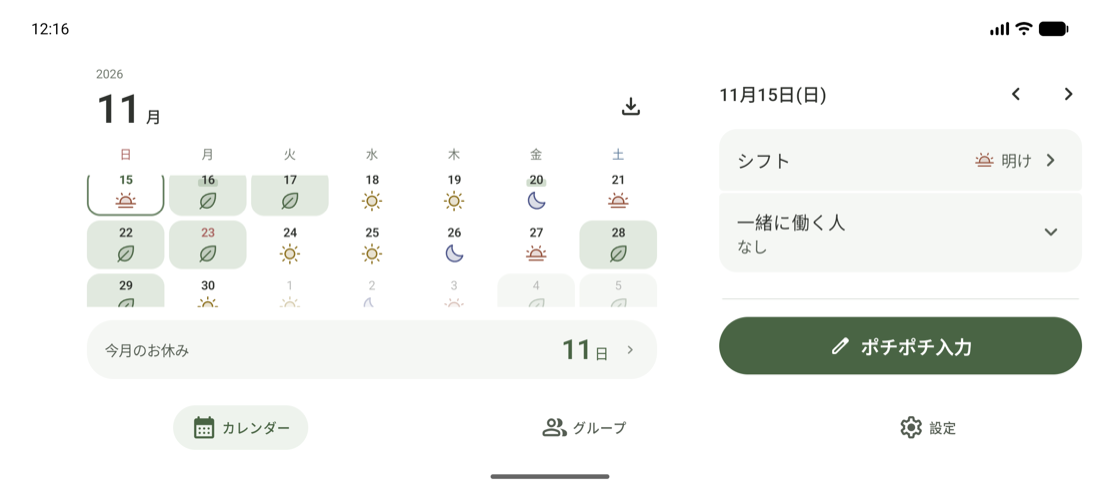 12:16
2026
11月
日 月 火 水 木 金 土
15 16 17 18 19 20 21
22 23 24 25 26 27 28
29 30 1 2 3 4 5
今月のお休み 11日
11月15日(日)
シフト 明け
一緒に働く人
なし
ポチポチ入力
カレンダー グループ 設定